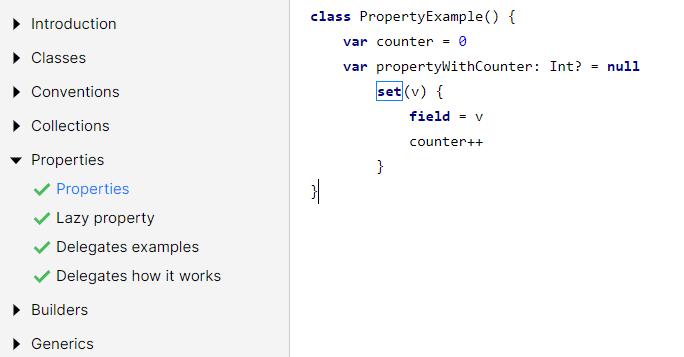 Introduction
Classes
Conventions
Collections
Properties
Properties
Lazy property
Delegates examples
Delegates how it works
Builders
Generics
class PropertyExample() {
    var counter = 0
    var propertyWithCounter: Int? = null
        set(v) {
            field = v
            counter++
        }
}